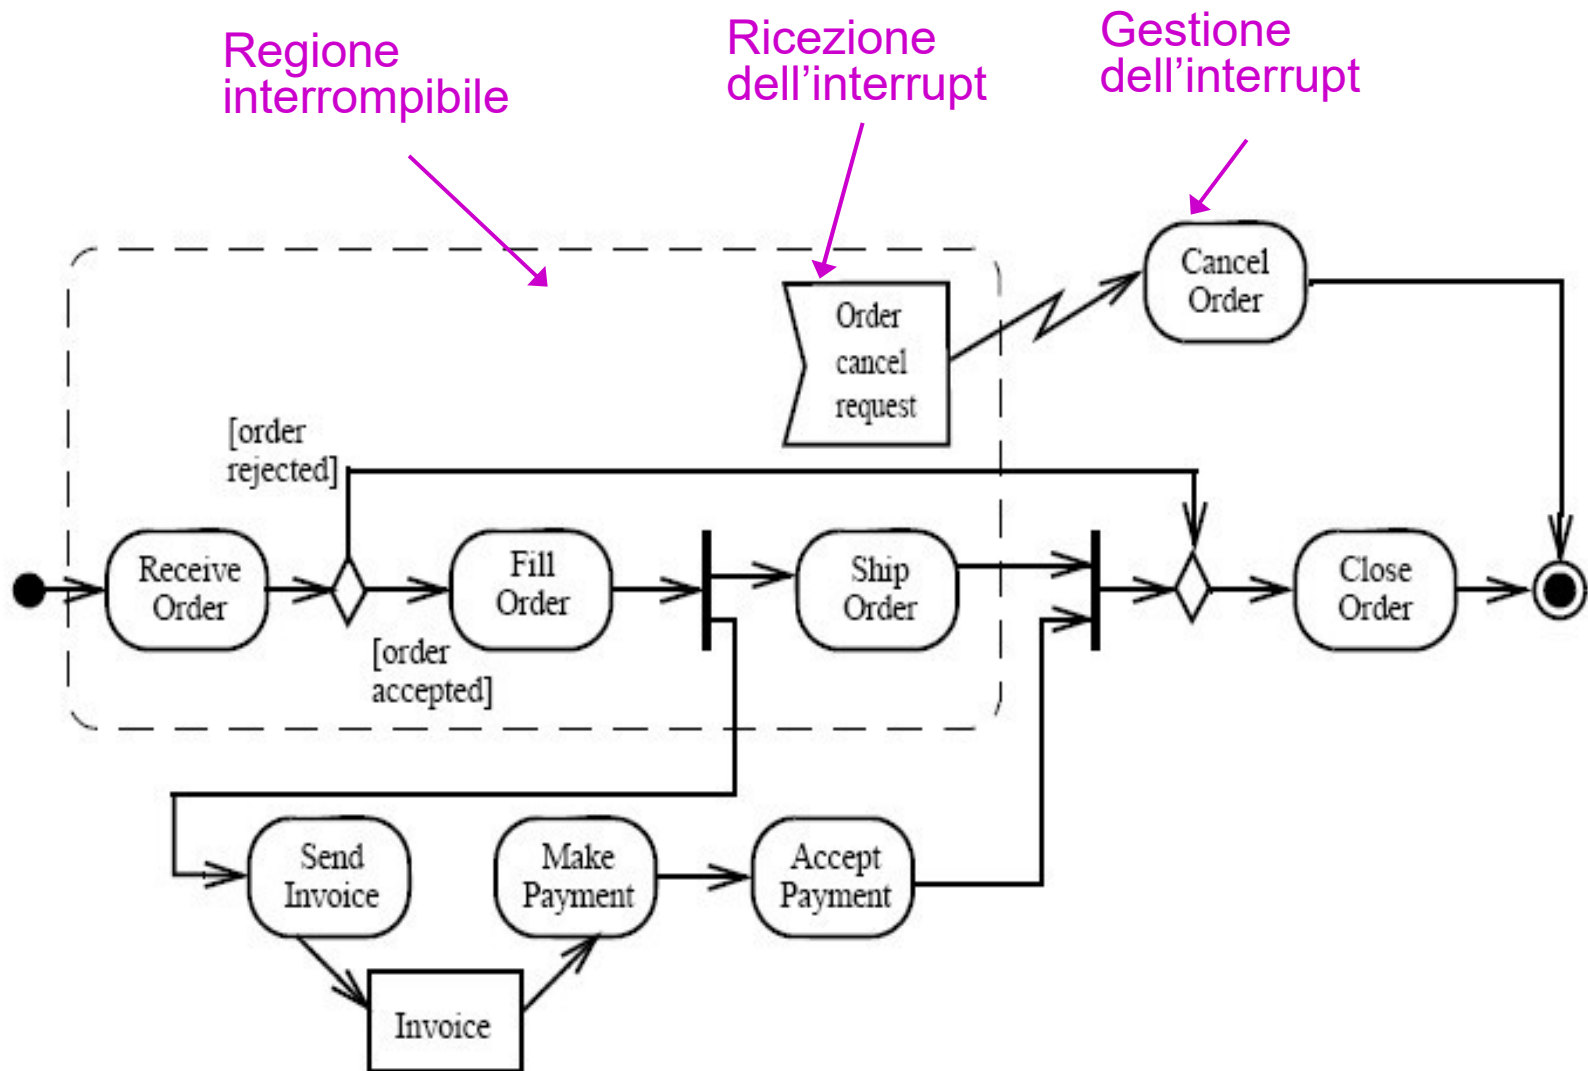 Regione
interrompibile
Ricezione
dell'interrupt
Gestione
dell'interrupt
Cancel
Order
Order
cancel
request
[order
rejected]
Receive
Order
Fill
Order
Ship
Order
Close
Order
[order
accepted]
Send
Invoice
Make
Payment
Accept
Payment
Invoice